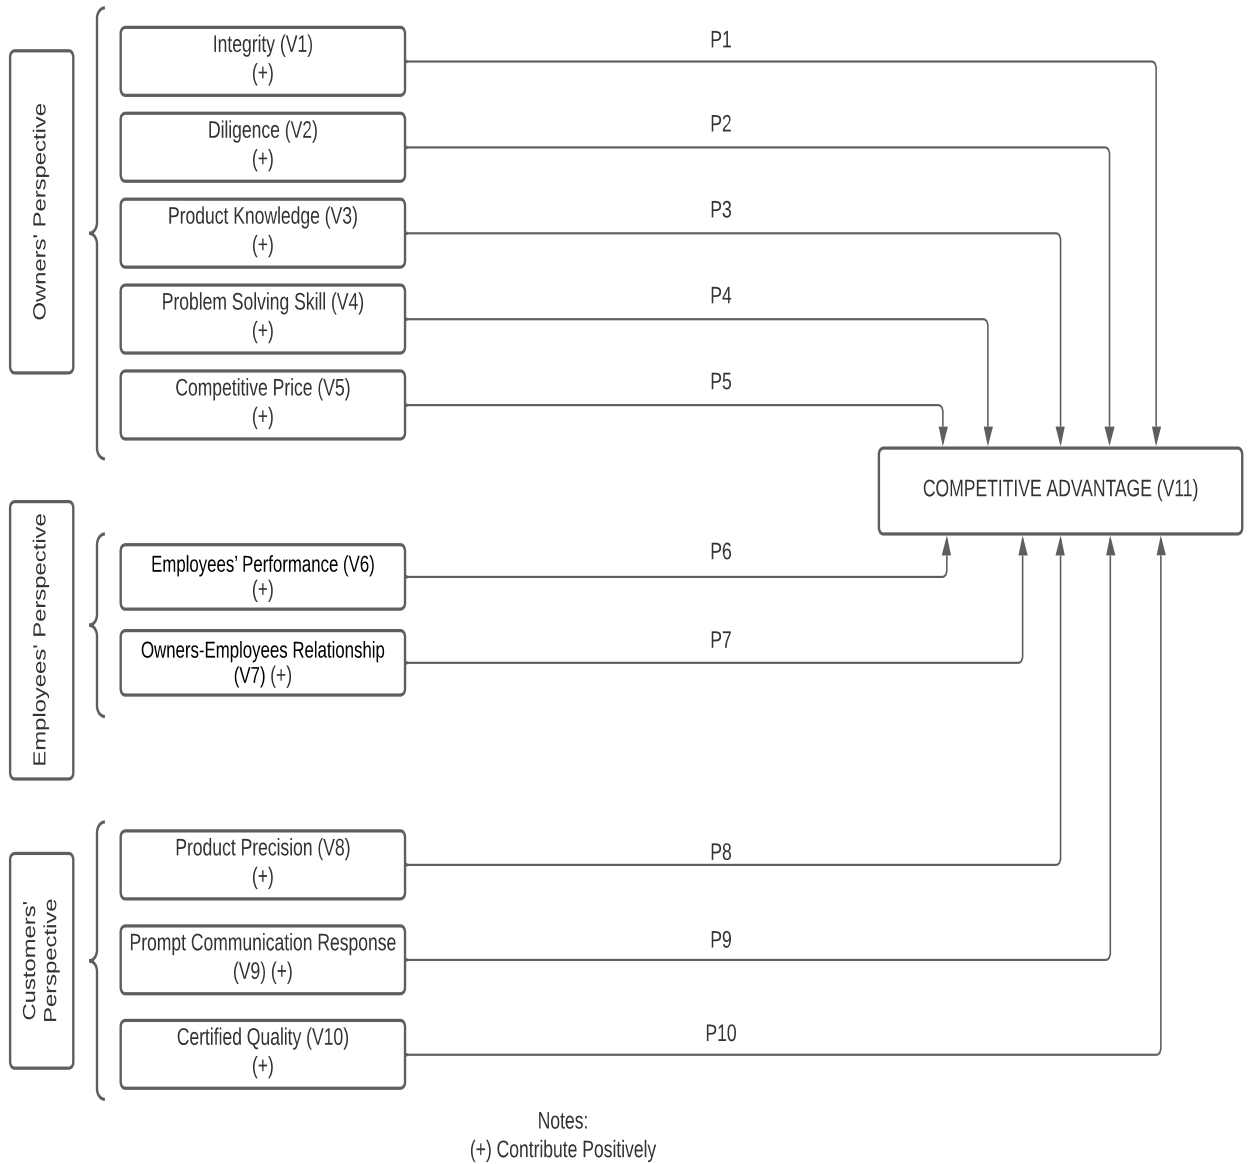 Owners' Perspective
Integrity (V1)
(+)
P1
Diligence (V2)
(+)
P2
Product Knowledge (V3)
(+)
P3
Problem Solving Skill (V4)
(+)
P4
Competitive Price (V5)
(+)
P5
COMPETITIVE ADVANTAGE (V11)
Employees' Perspective
Employees’ Performance (V6)
(+)
P6
Owners-Employees Relationship
(V7) (+)
P7
Customers'
Perspective
Product Precision (V8)
(+)
P8
Prompt Communication Response
(V9) (+)
P9
Certified Quality (V10)
(+)
P10
Notes:
(+) Contribute Positively